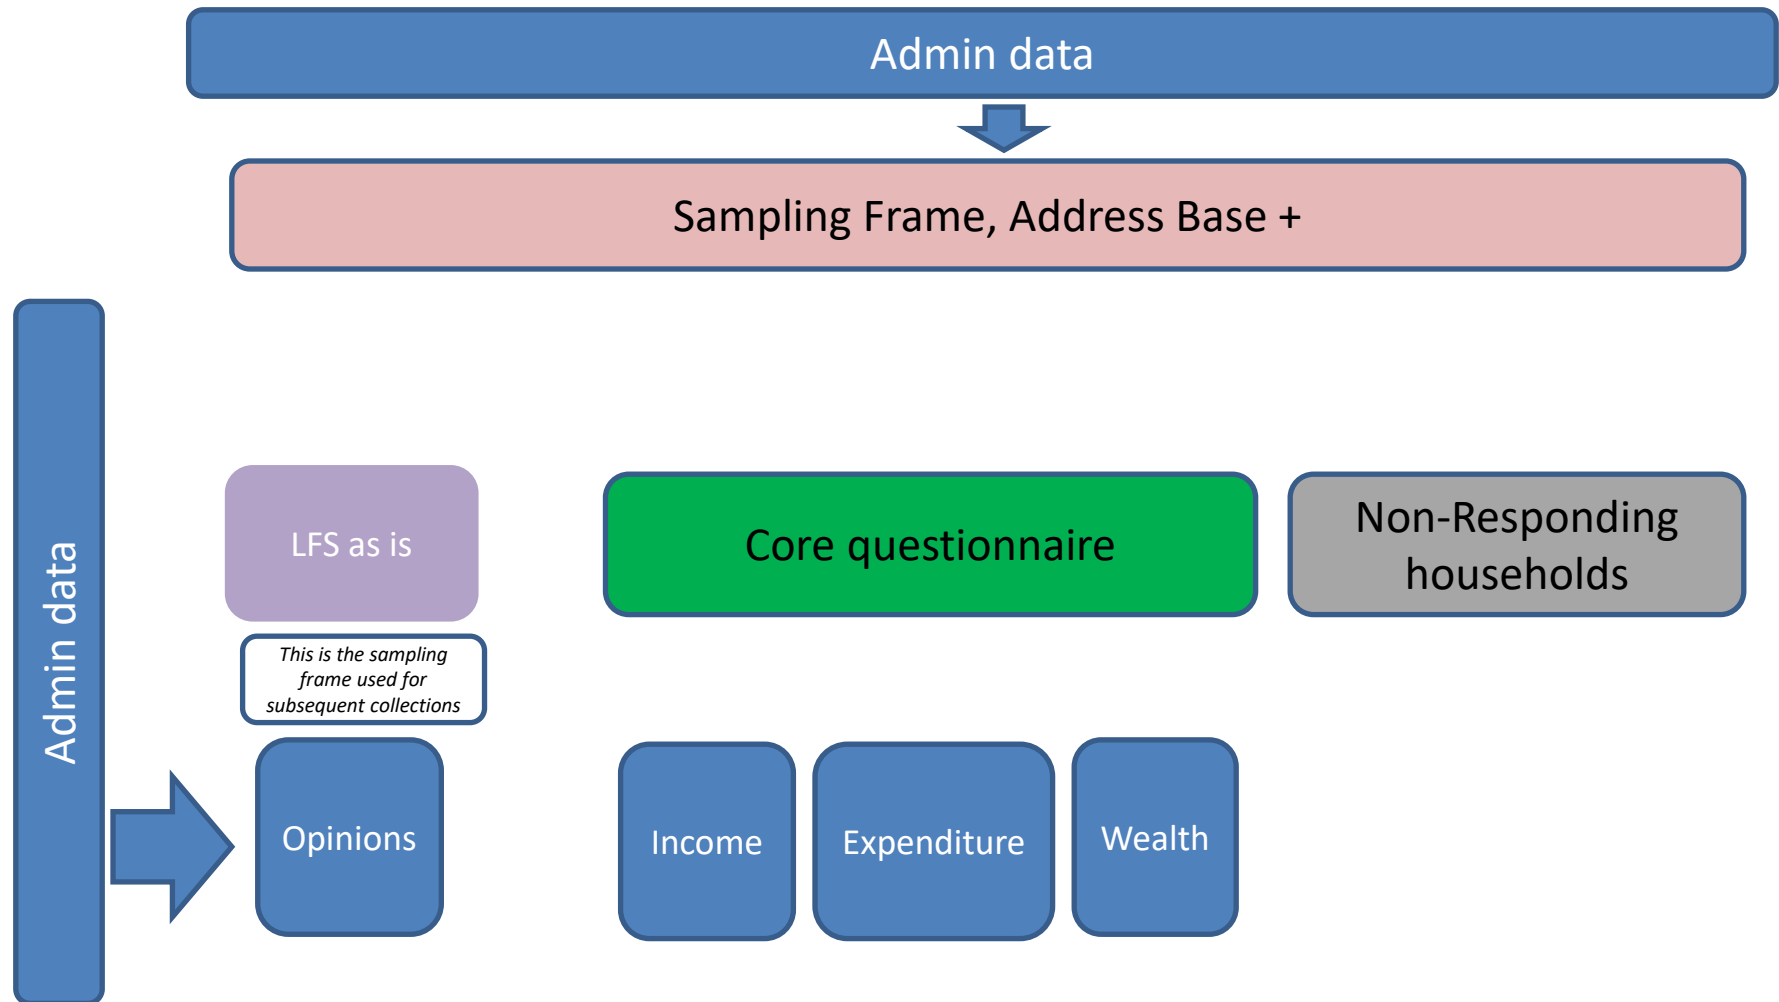 Admin data
Sampling Frame, Address Base +
Admin data
LFS as is
Core questionnaire
Non-Responding
households
This is the sampling
frame used for
subsequent collections
Opinions
Income
Expenditure
Wealth